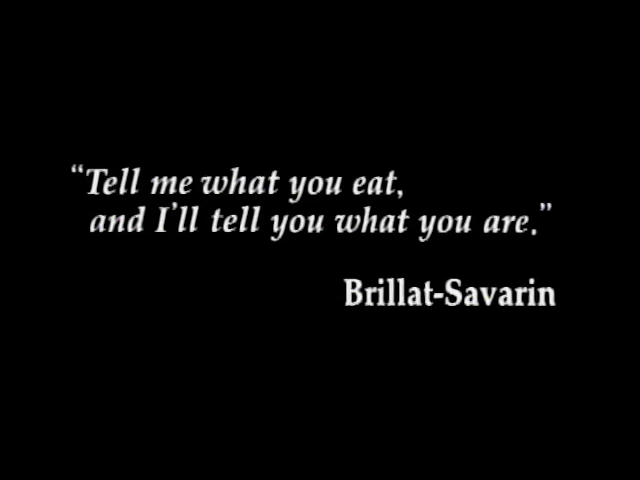 “Tell me what you eat,
and I’ll tell you what you are.”
Brillat-Savarin